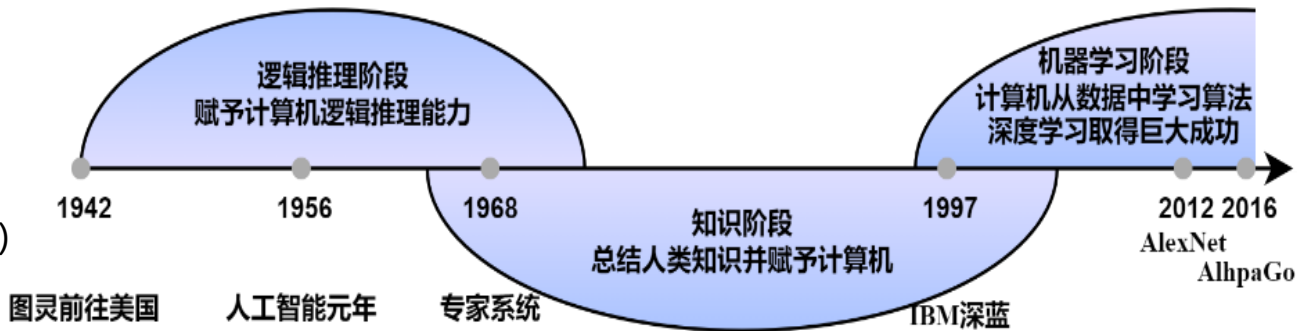 逻辑推理阶段
赋予计算机逻辑推理能力
机器学习阶段
计算机从数据中学习算法
深度学习取得巨大成功
1942
1956
1968
1997
2012 2016
知识阶段
总结人类知识并赋予计算机
)
AlexNet
AlhpaGo
图灵前往美国
人工智能元年
专家系统
IBM深蓝